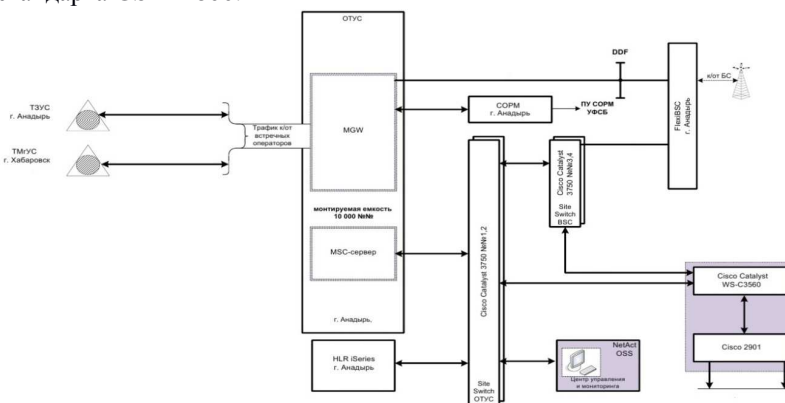 ОТУС
MGW
монтируемая емкость
10 000 №№
MSC-сервер
г. Анадырь.
HLR iSeries
г. Анадырь
ТЗУС
г. Анадырь
ТМгУС
г. Хабаровск
Трафик к/от
встречных
операторов
СОРМ
г. Анадырь
ПУ СОРМ
УФСБ
DDF
FlexiBSC
г. Анадырь
к/от БС
Cisco Catalyst
3750 №№3,4
Site
Switch
BSC
Cisco Catalyst 3750 №№1,2
Site
Switch
ОТУС
Cisco Catalyst
WS-C3560
Cisco 2901
NetAct
OSS
Центр управления
и мониторинга